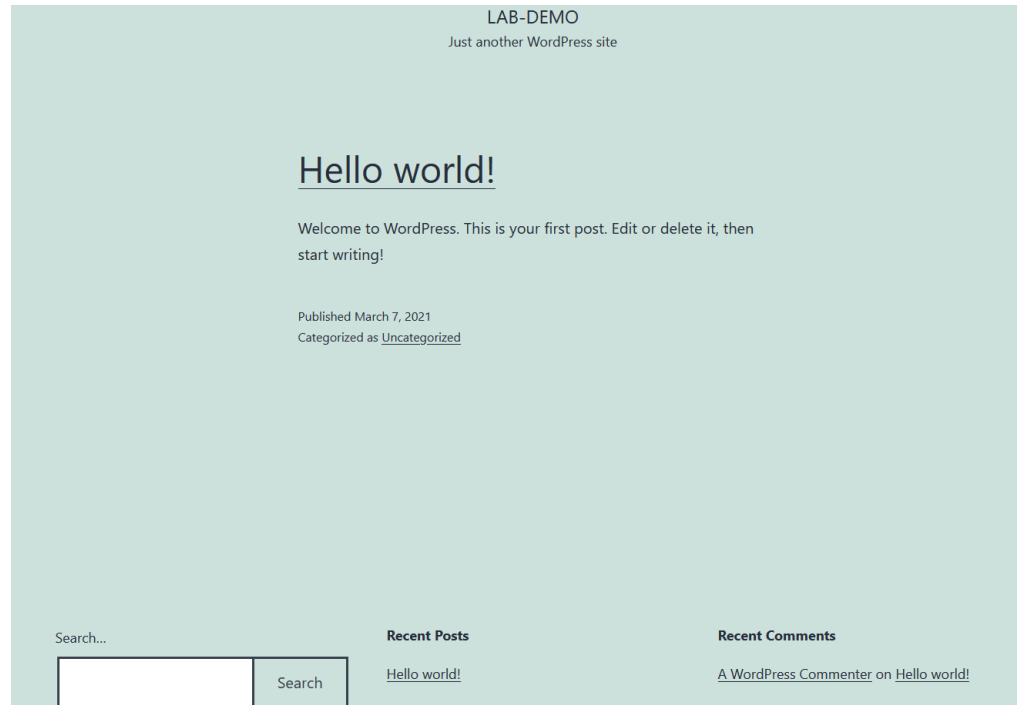 LAB-DEMO
Just another WordPress site
Hello world!
Welcome to WordPress. This is your first post. Edit or delete it, then
start writing!
Published March 7, 2021
Categorized as Uncategorized
Search...
Search
Recent Posts
Hello world!
Recent Comments
A WordPress Commenter on Hello world!